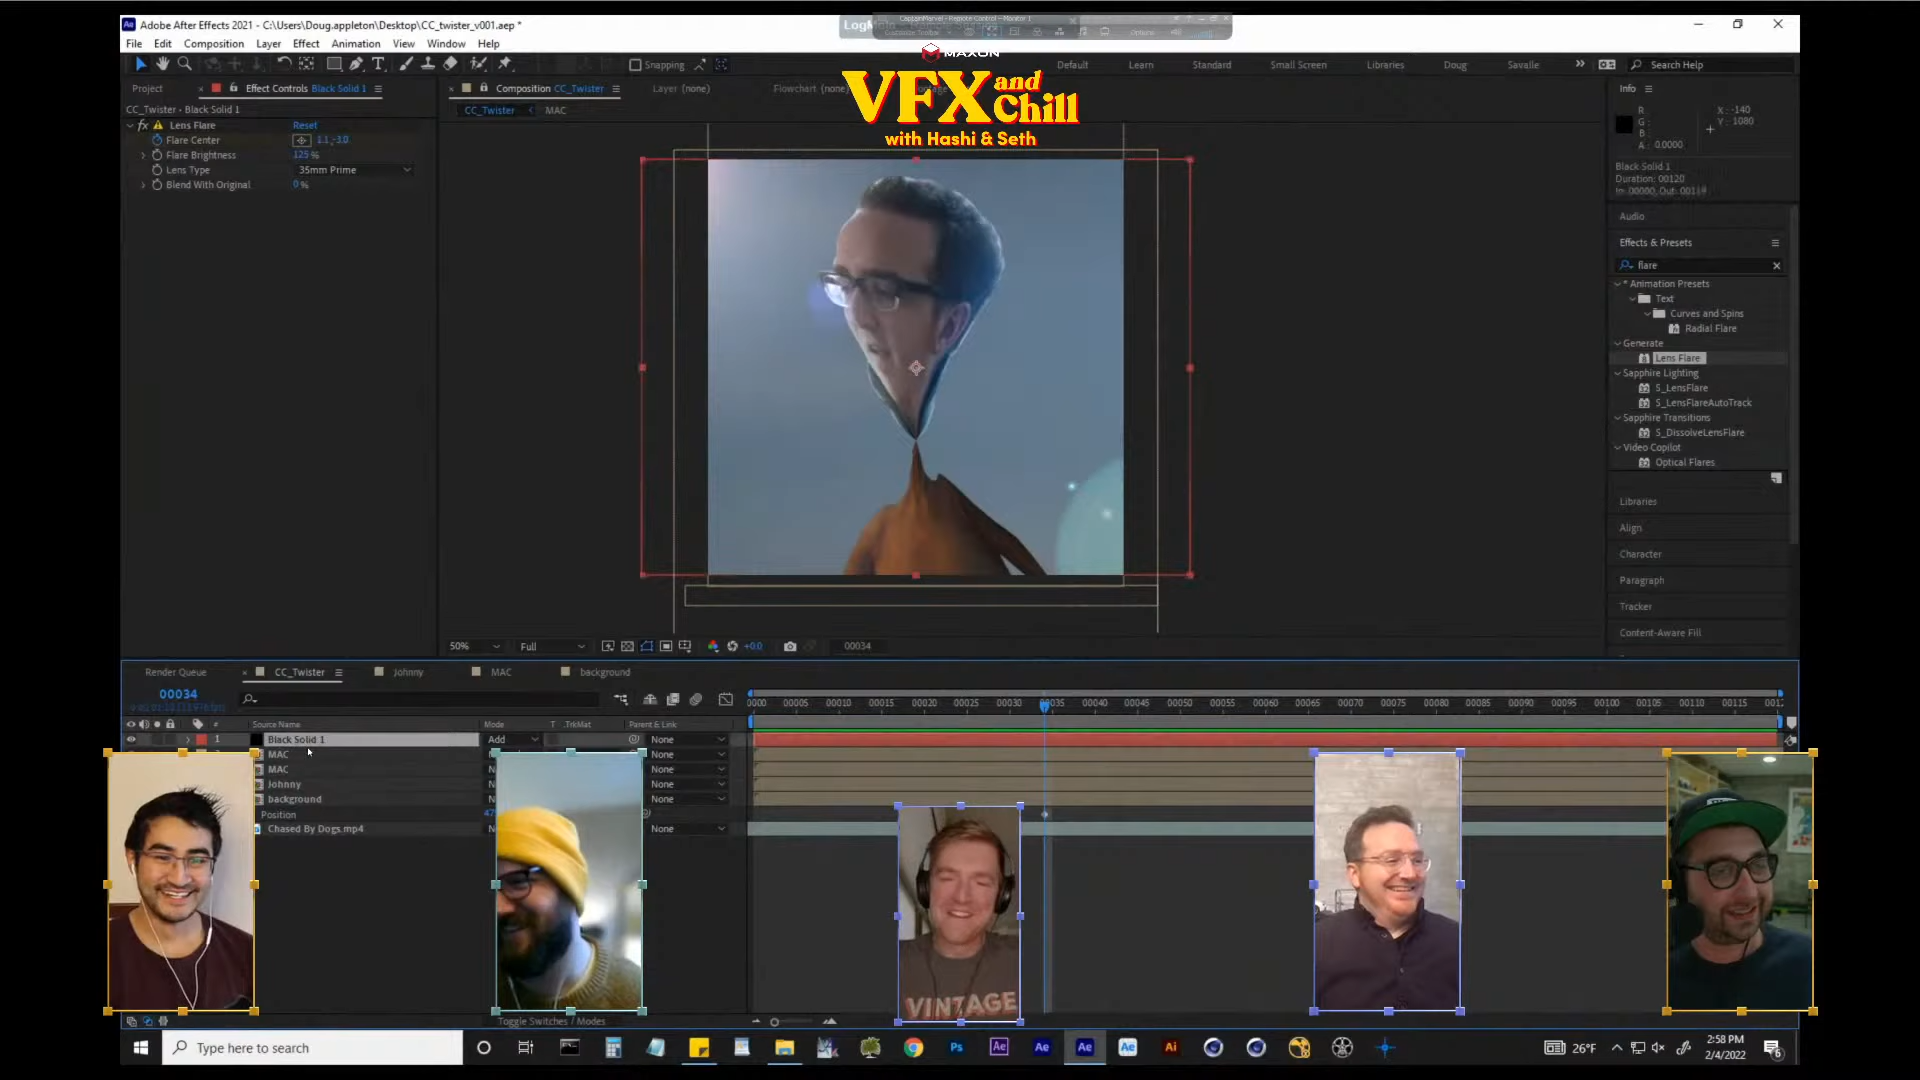 Adobe After Effects 2021 - C:\Users\Doug.appleton\Desktop\CC_twister_v001.aep *
File Edit Composition Layer Effect Animation View Window Help
CaptainMarvel - Remote Control - Monitor 1
MAXON
VFX and Chill
with Hashi & Seth
Snapping
Default Learn Standard Small Screen Libraries Doug Savalle Search Help
Project Effect Controls Black Solid 1
CC_Twister - Black Solid 1
fx Lens Flare Reset
Flare Center 1.1, -3.0
Flare Brightness 125 %
Lens Type 35mm Prime
Blend With Original 0 %
Composition CC_Twister Layer (none) Flowchart (none)
CC_Twister MAC
50% Full +0.0 00034
Info
R :
G :
B :
A : 0.0000
X : -140
Y : 1080
Black Solid 1
Duration: 00120
In: 00000, Out: 00119
Audio
Effects & Presets
flare
* Animation Presets
Text
Curves and Spins
Radial Flare
Generate
Lens Flare
Sapphire Lighting
S_LensFlare
S_LensFlareAutoTrack
Sapphire Transitions
S_DissolveLensFlare
Video Copilot
Optical Flares
Libraries
Align
Character
Paragraph
Tracker
Content-Aware Fill
Render Queue CC_Twister Johnny MAC background
00034
0000 00005 00010 00015 00020 00025 00030 00035 00040 00045 00050 00055 00060 00065 00070 00075 00080 00085 00090 00095 00100 00105 00110 00115
# Source Name Mode T .TrkMat Parent & Link
1 Black Solid 1 Add None
MAC None
MAC None
Johnny None
background None
Position
Chased By Dogs.mp4 None
VINTAGE
Toggle Switches / Modes
Type here to search
26°F
2:58 PM
2/4/2022